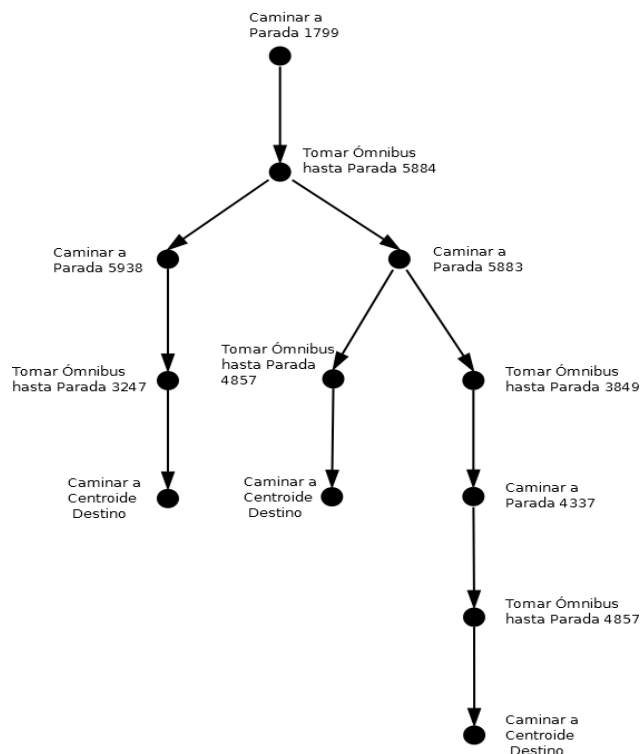 Caminar a
Parada 1799
Tomar Ómnibus
hasta Parada 5884
Caminar a
Parada 5938
Caminar a
Parada 5883
Tomar Ómnibus
hasta Parada 3247
Tomar Ómnibus
hasta Parada
4857
Tomar Ómnibus
hasta Parada 3849
Caminar a
Centroide
Destino
Caminar a
Centroide
Destino
Caminar a
Parada 4337
Tomar Ómnibus
hasta Parada 4857
Caminar a
Centroide
Destino